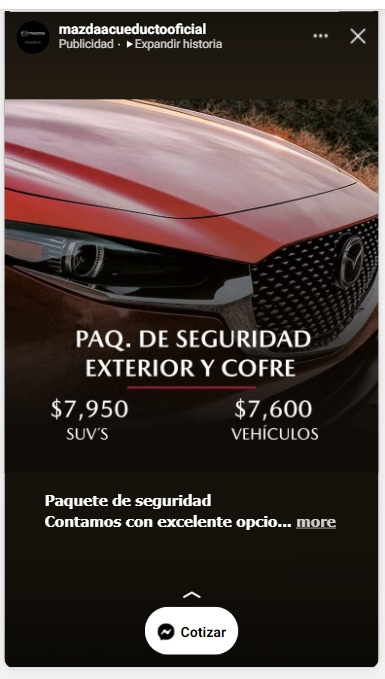 mazdaacueductooficial
Publicidad · Expandir historia
PAQ. DE SEGURIDAD
EXTERIOR Y COFRE
$7,950 $7,600
SUV´S VEHÍCULOS
Paquete de seguridad
Contamos con excelente opcio... more
Cotizar